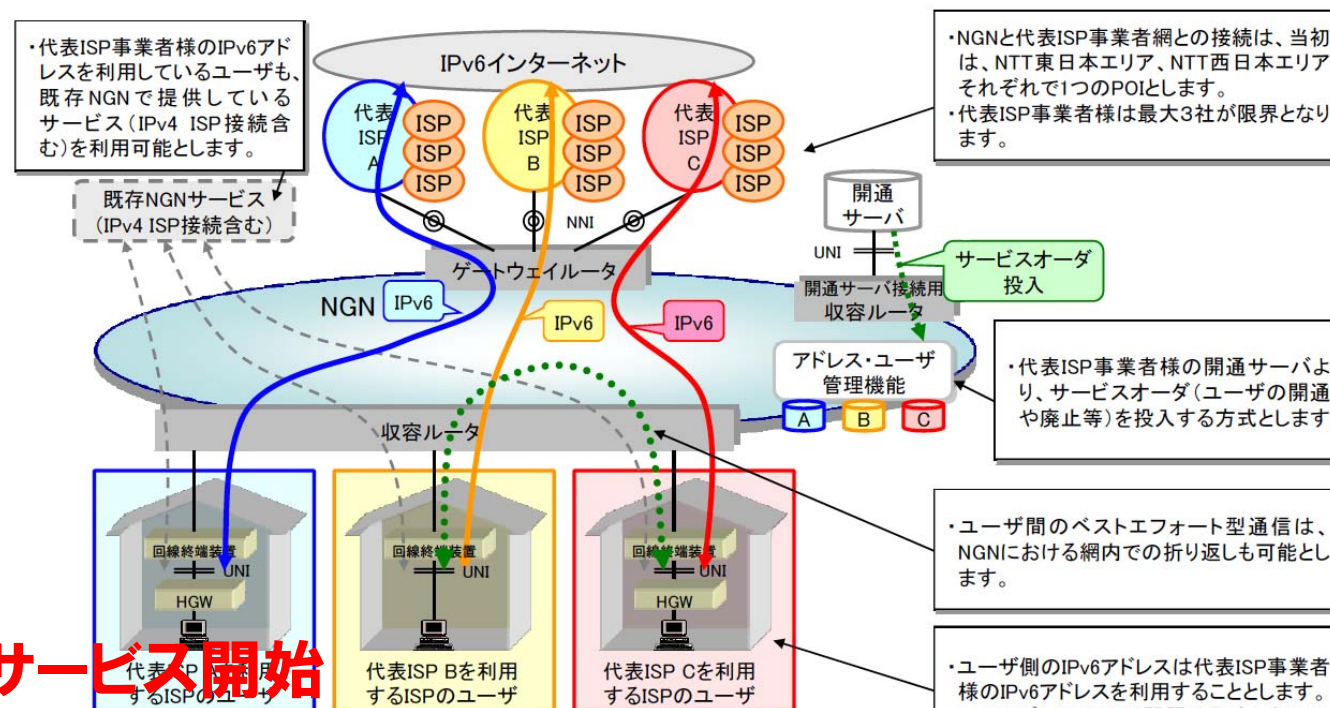 ・代表ISP事業者様のIPv6アド
レスを利用しているユーザも、
既存NGNで提供している
サービス(IPv4 ISP接続含
む)を利用可能とします。
IPv6インターネット
・NGNと代表ISP事業者網との接続は、当初
は、NTT東日本エリア、NTT西日本エリア
それぞれで1つのPOIとします。
・代表ISP事業者様は最大3社が限界となり
ます。
代表
ISP
A
ISP
ISP
ISP
代表
ISP
B
ISP
ISP
ISP
代表
ISP
C
ISP
ISP
ISP
既存NGNサービス
(IPv4 ISP接続含む)
NNI
開通
サーバ
UNI
サービスオーダ
投入
ゲートウェイルータ
開通サーバ接続用
収容ルータ
NGN
IPv6
IPv6
IPv6
アドレス・ユーザ
管理機能
A
B
C
・代表ISP事業者様の開通サーバよ
り、サービスオーダ(ユーザの開通
や廃止等)を投入する方式とします
収容ルータ
・ユーザ間のベストエフォート型通信は、
NGNにおける網内での折り返しも可能とし
ます。
回線終端装置
UNI
HGW
回線終端装置
UNI
回線終端装置
UNI
HGW
サービス開始
代表ISP Aを利用
するISPのユーザ
代表ISP Bを利用
するISPのユーザ
代表ISP Cを利用
するISPのユーザ
・ユーザ側のIPv6アドレスは代表ISP事業者
様のIPv6アドレスを利用することとします。